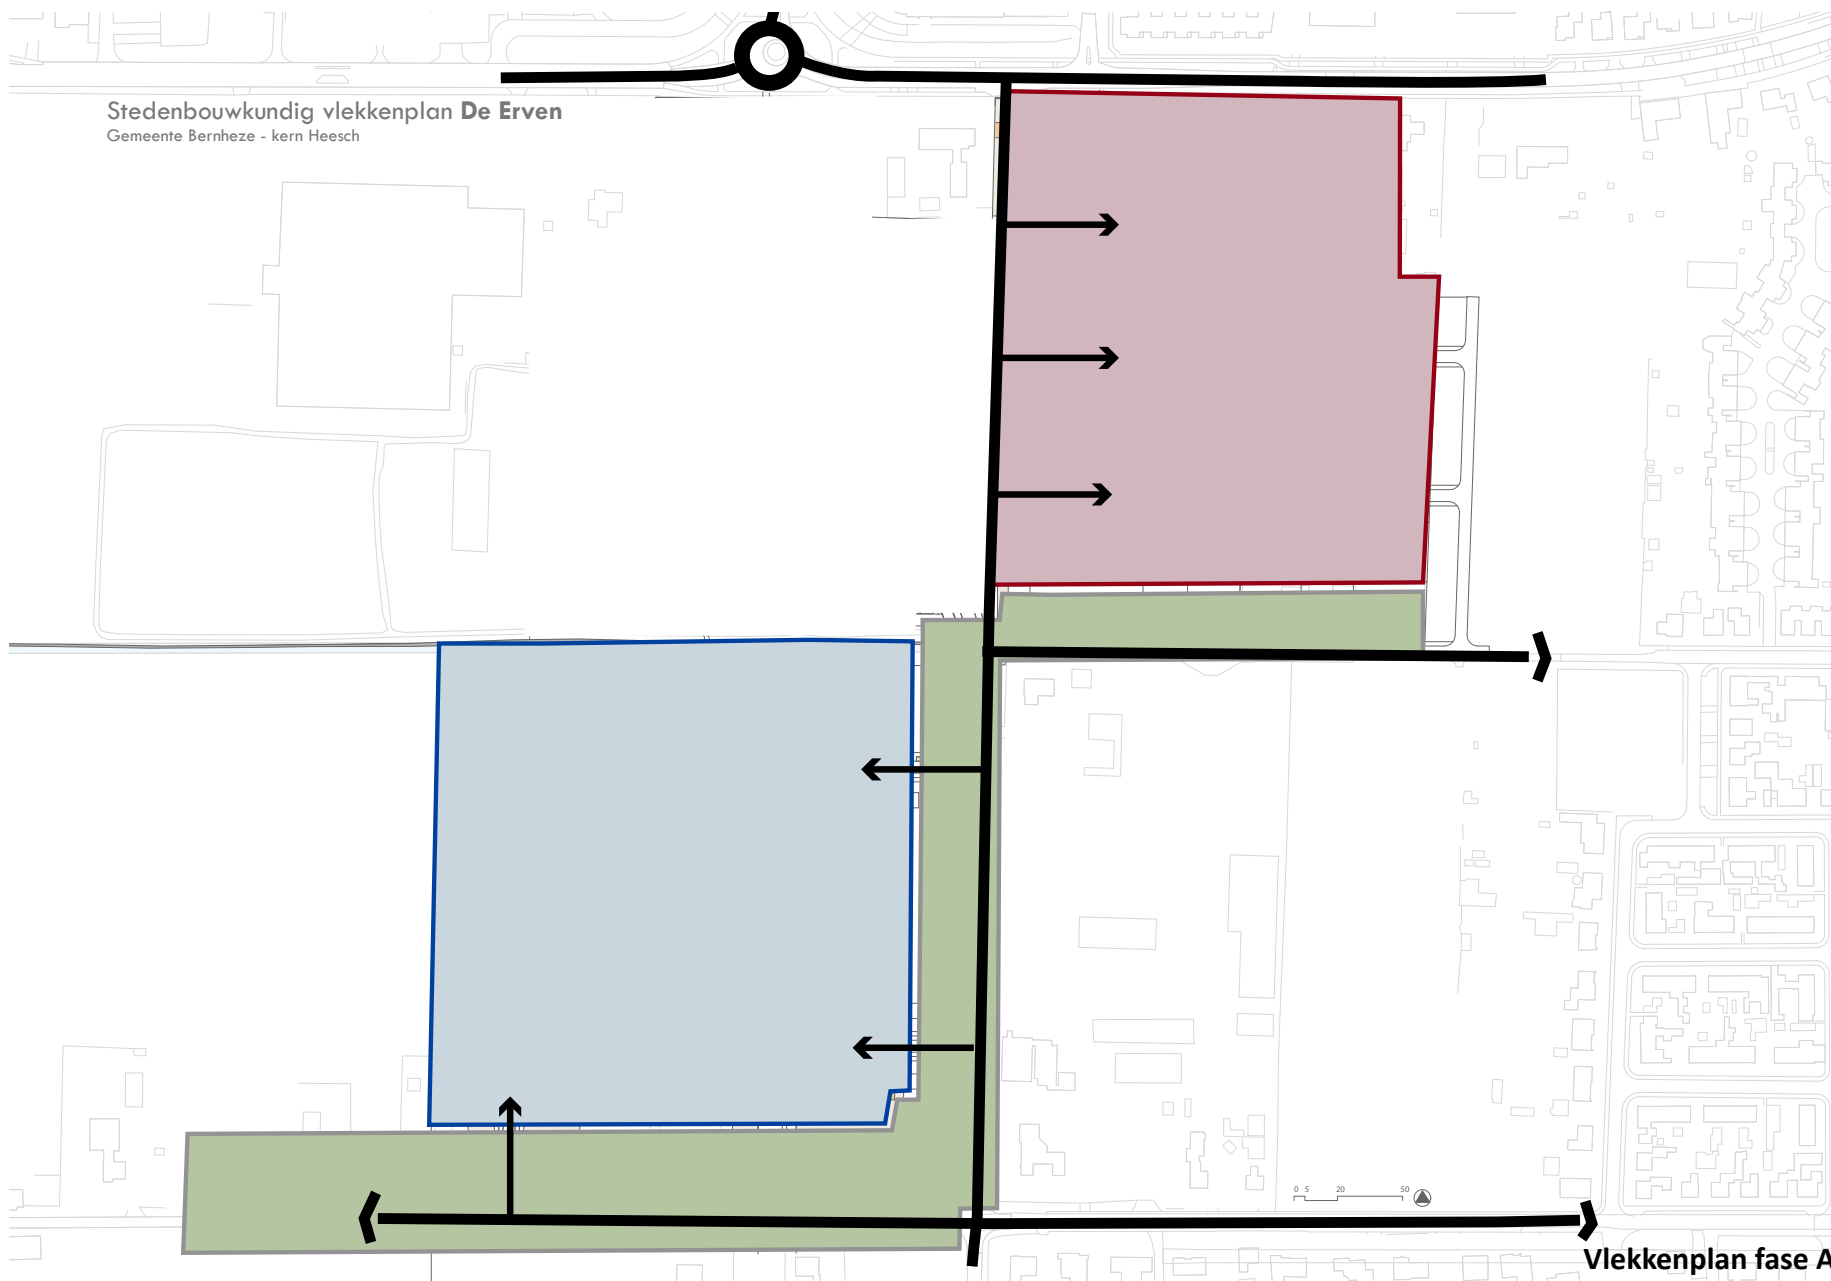 Stedenbouwkundig vlekkenplan De Erven
Gemeente Bernheze - kern Heesch
0 5 20 50
Vlekkenplan fase A